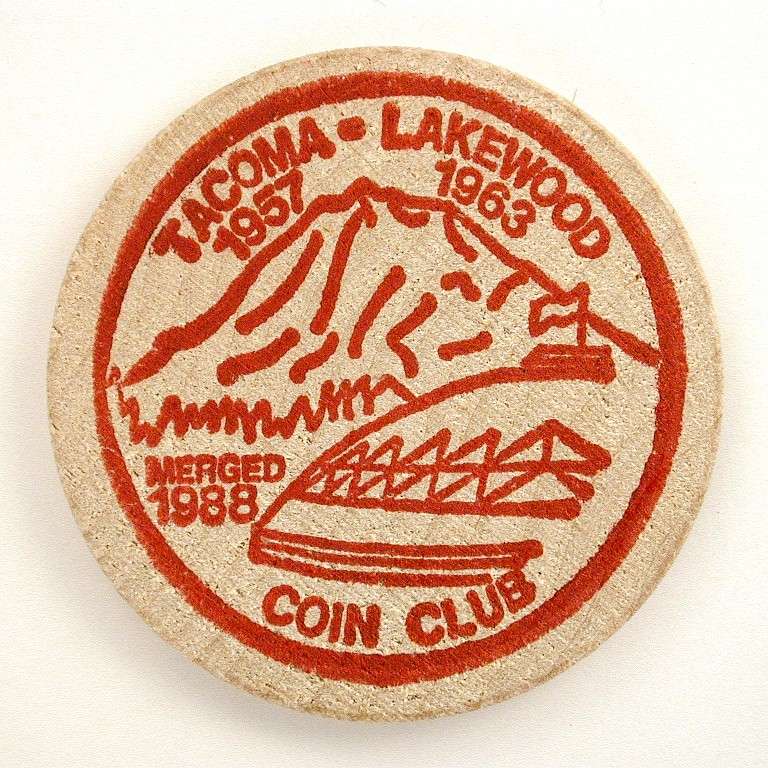 TACOMA • LAKEWOOD
1957 1963
MERGED
1988
COIN CLUB